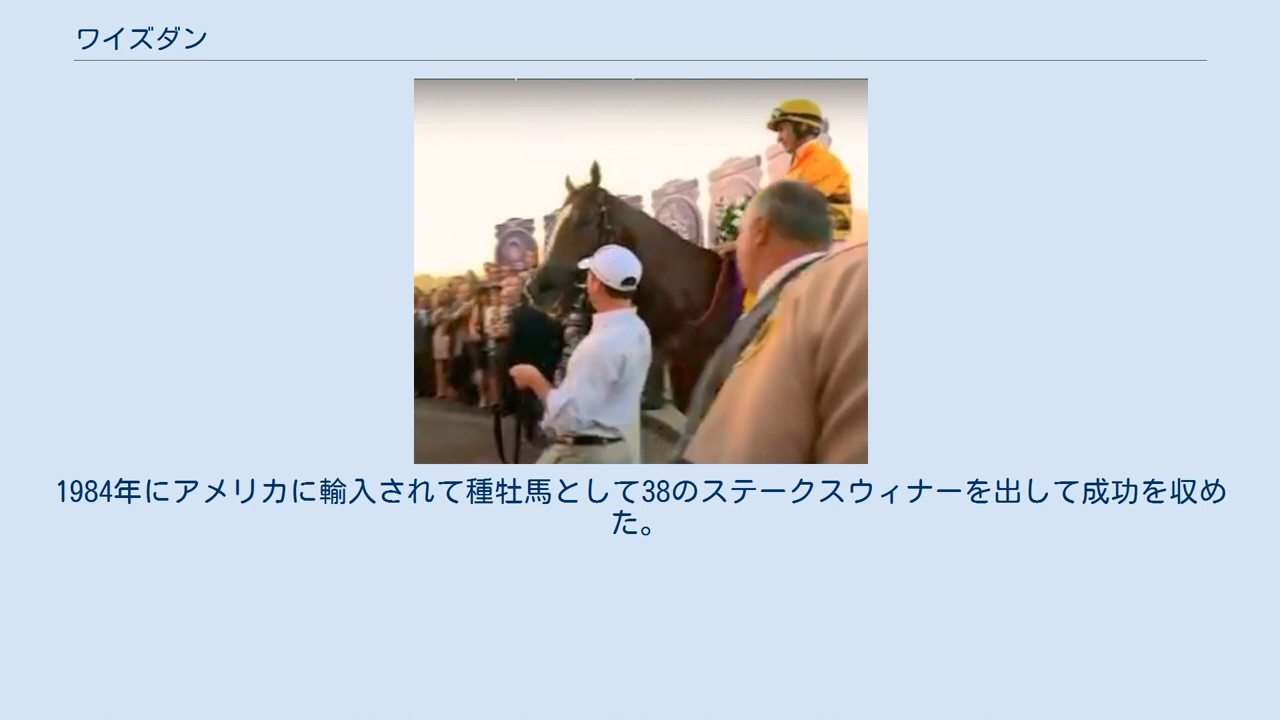 ワイズダン
1984年にアメリカに輸入されて種牡馬として38のステークスウィナーを出して成功を収め
た。